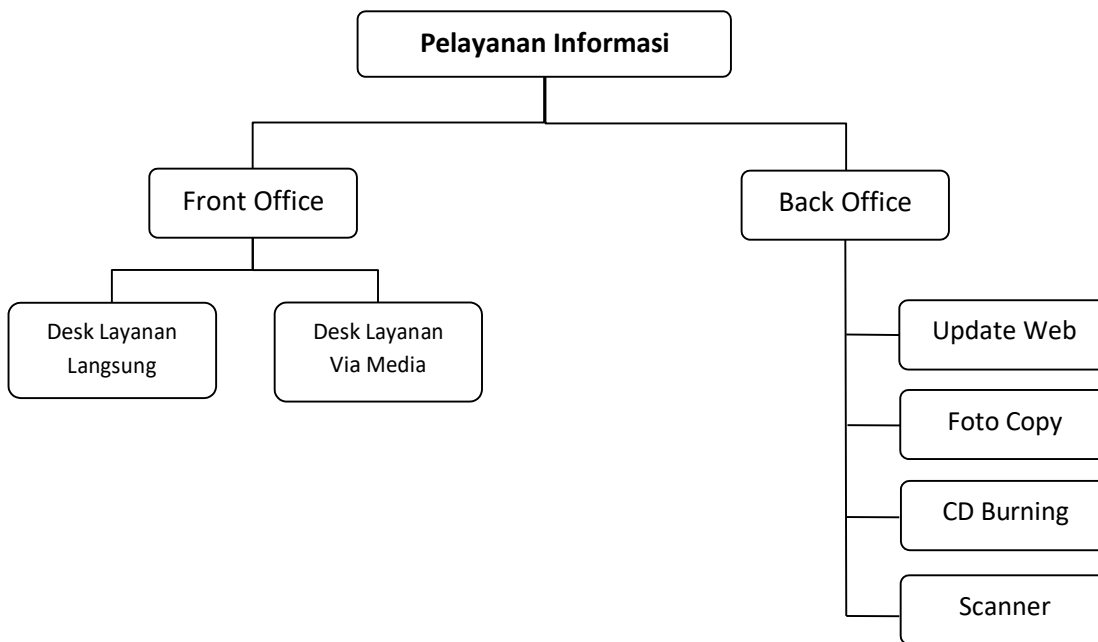 Pelayanan Informasi
Front Office
Back Office
Desk Layanan
Langsung
Desk Layanan
Via Media
Update Web
Foto Copy
CD Burning
Scanner